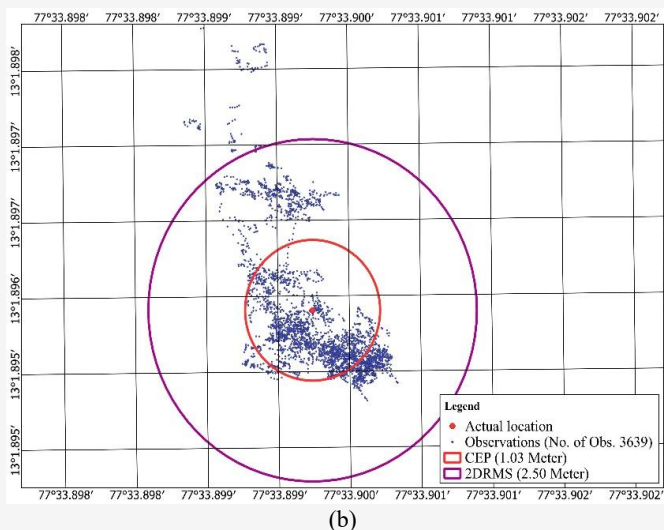 77°33.898' 77°33.898' 77°33.899' 77°33.899' 77°33.900' 77°33.901' 77°33.901' 77°33.902' 77°33.902'
13°1.898'
13°1.897'
13°1.897'
13°1.896'
13°1.895'
13°1.895'
Legend
Actual location
Observations (No. of Obs. 3639)
CEP (1.03 Meter)
2DRMS (2.50 Meter)
77°33.898' 77°33.898' 77°33.899' 77°33.899' 77°33.900' 77°33.901' 77°33.901' 77°33.902' 77°33.902'
(b)